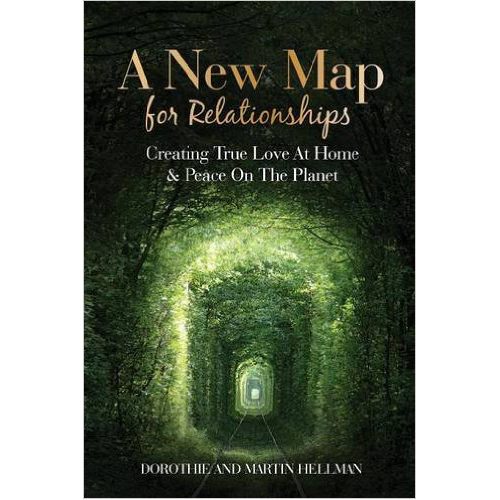 A New Map
for Relationships
Creating True Love At Home
& Peace On The Planet
DOROTHIE AND MARTIN HELLMAN